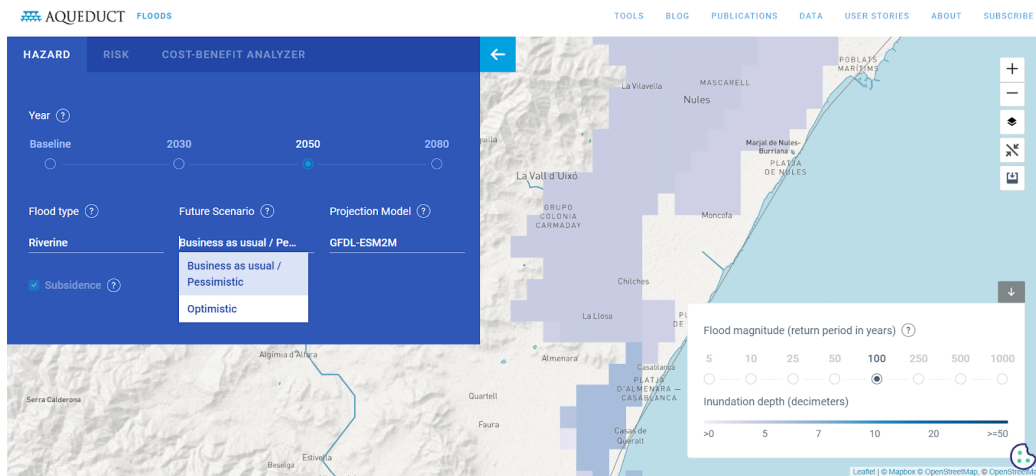 AQUEDUCT FLOODS
TOOLS BLOG PUBLICATIONS DATA USER STORIES ABOUT SUBSCRIBE
HAZARD RISK COST-BENEFIT ANALYZER
Year ?
Baseline 2030 2050 2080
Flood type ? Future Scenario ? Projection Model ?
Riverine Business as usual / Pe... GFDL-ESM2M
Business as usual /
Pessimistic
Optimistic
Subsidence ?
POBLATS
MARÍTIMS
MASCARELL
La Vilavella
Nules
Marjal de Nules-
Burriana
PLATJA
DE NULES
La Vall d'Uixó
GRUPO
COLONIA
CARMADAY
Moncofa
Chilches
La Llosa
Almenara
Casablanca
PLATJA
D'ALMENARA —
CASABLANCA
Algímia d'Alfara
Serra Calderona
Quartell
Faura
Casas de
Queralt
Estivella
Beselga
Flood magnitude (return period in years) ?
5 10 25 50 100 250 500 1000
Inundation depth (decimeters)
>0 5 7 10 20 >=50
Leaflet | © Mapbox © OpenStreetMap, ©